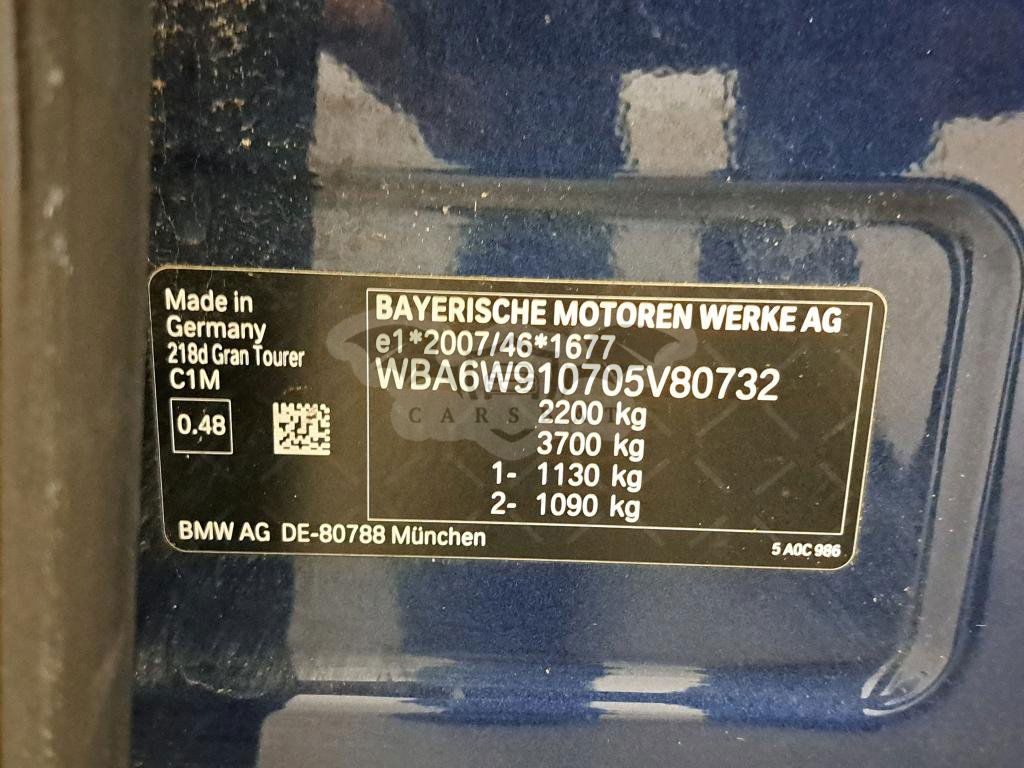 Made in
Germany
218d Gran Tourer
C1M
0.48
BAYERISCHE MOTOREN WERKE AG
e1*2007/46*1677
WBA6W910705V80732
2200 kg
3700 kg
1- 1130 kg
2- 1090 kg
BMW AG DE-80788 München
5 A0C 986